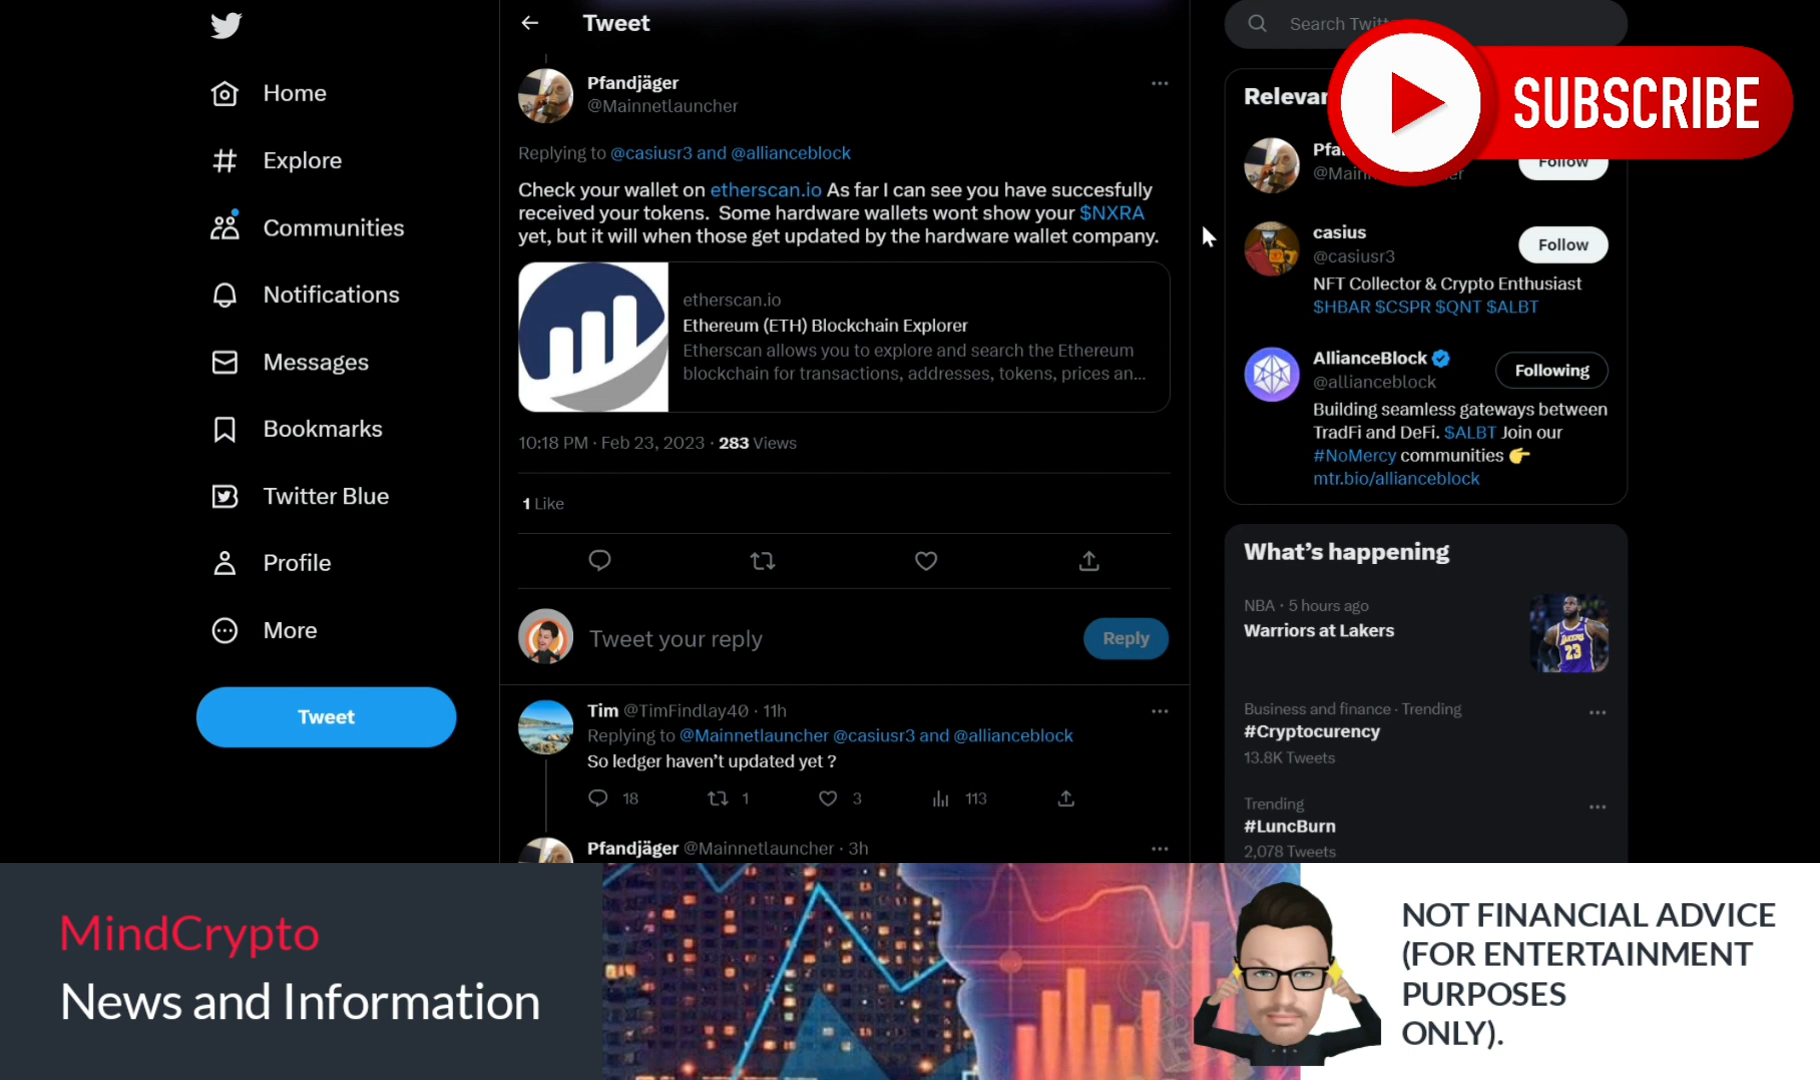 Home
Explore
Communities
Notifications
Messages
Bookmarks
Twitter Blue
Profile
More
Tweet
Tweet
Pfandjäger
@Mainnetlauncher
Replying to @casiusr3 and @allianceblock
Check your wallet on etherscan.io As far I can see you have succesfully
received your tokens. Some hardware wallets wont show your $NXRA
yet, but it will when those get updated by the hardware wallet company.
etherscan.io
Ethereum (ETH) Blockchain Explorer
Etherscan allows you to explore and search the Ethereum
blockchain for transactions, addresses, tokens, prices an...
10:18 PM · Feb 23, 2023 · 283 Views
1 Like
Tweet your reply
Reply
Tim @TimFindlay40 · 11h
Replying to @Mainnetlauncher @casiusr3 and @allianceblock
So ledger haven't updated yet ?
18 1 3 113
Pfandjäger @Mainnetlauncher · 3h
Search
SUBSCRIBE
Follow
casius
@casiusr3
Follow
NFT Collector & Crypto Enthusiast
$HBAR $CSPR $QNT $ALBT
AllianceBlock
@allianceblock
Following
Building seamless gateways between
TradFi and DeFi. $ALBT Join our
#NoMercy communities 👉
mtr.bio/allianceblock
What's happening
NBA · 5 hours ago
Warriors at Lakers
Business and finance · Trending
#Cryptocurency
13.8K Tweets
Trending
#LuncBurn
2,078 Tweets
MindCrypto
News and Information
NOT FINANCIAL ADVICE
(FOR ENTERTAINMENT
PURPOSES
ONLY).